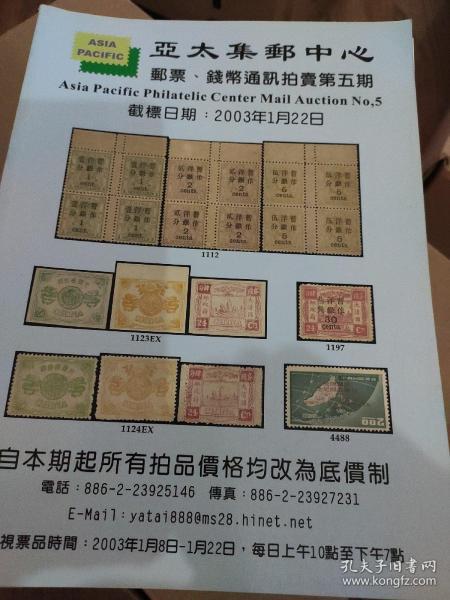 ASIA
PACIFIC
亞太集郵中心
郵票、錢幣通訊拍賣第五期
Asia Pacific Philatelic Center Mail Auction No,5
截標日期：2003年1月22日
1112
1123EX
1197
1124EX
4488
自本期起所有拍品價格均改為底價制
電話：886-2-23925146 傳真：886-2-23927231
E-Mail：yatai888@ms28.hinet.net
視票品時間：2003年1月8日-1月22日，每日上午10點至下午7點
孔夫子旧书网
www.kongfz.com